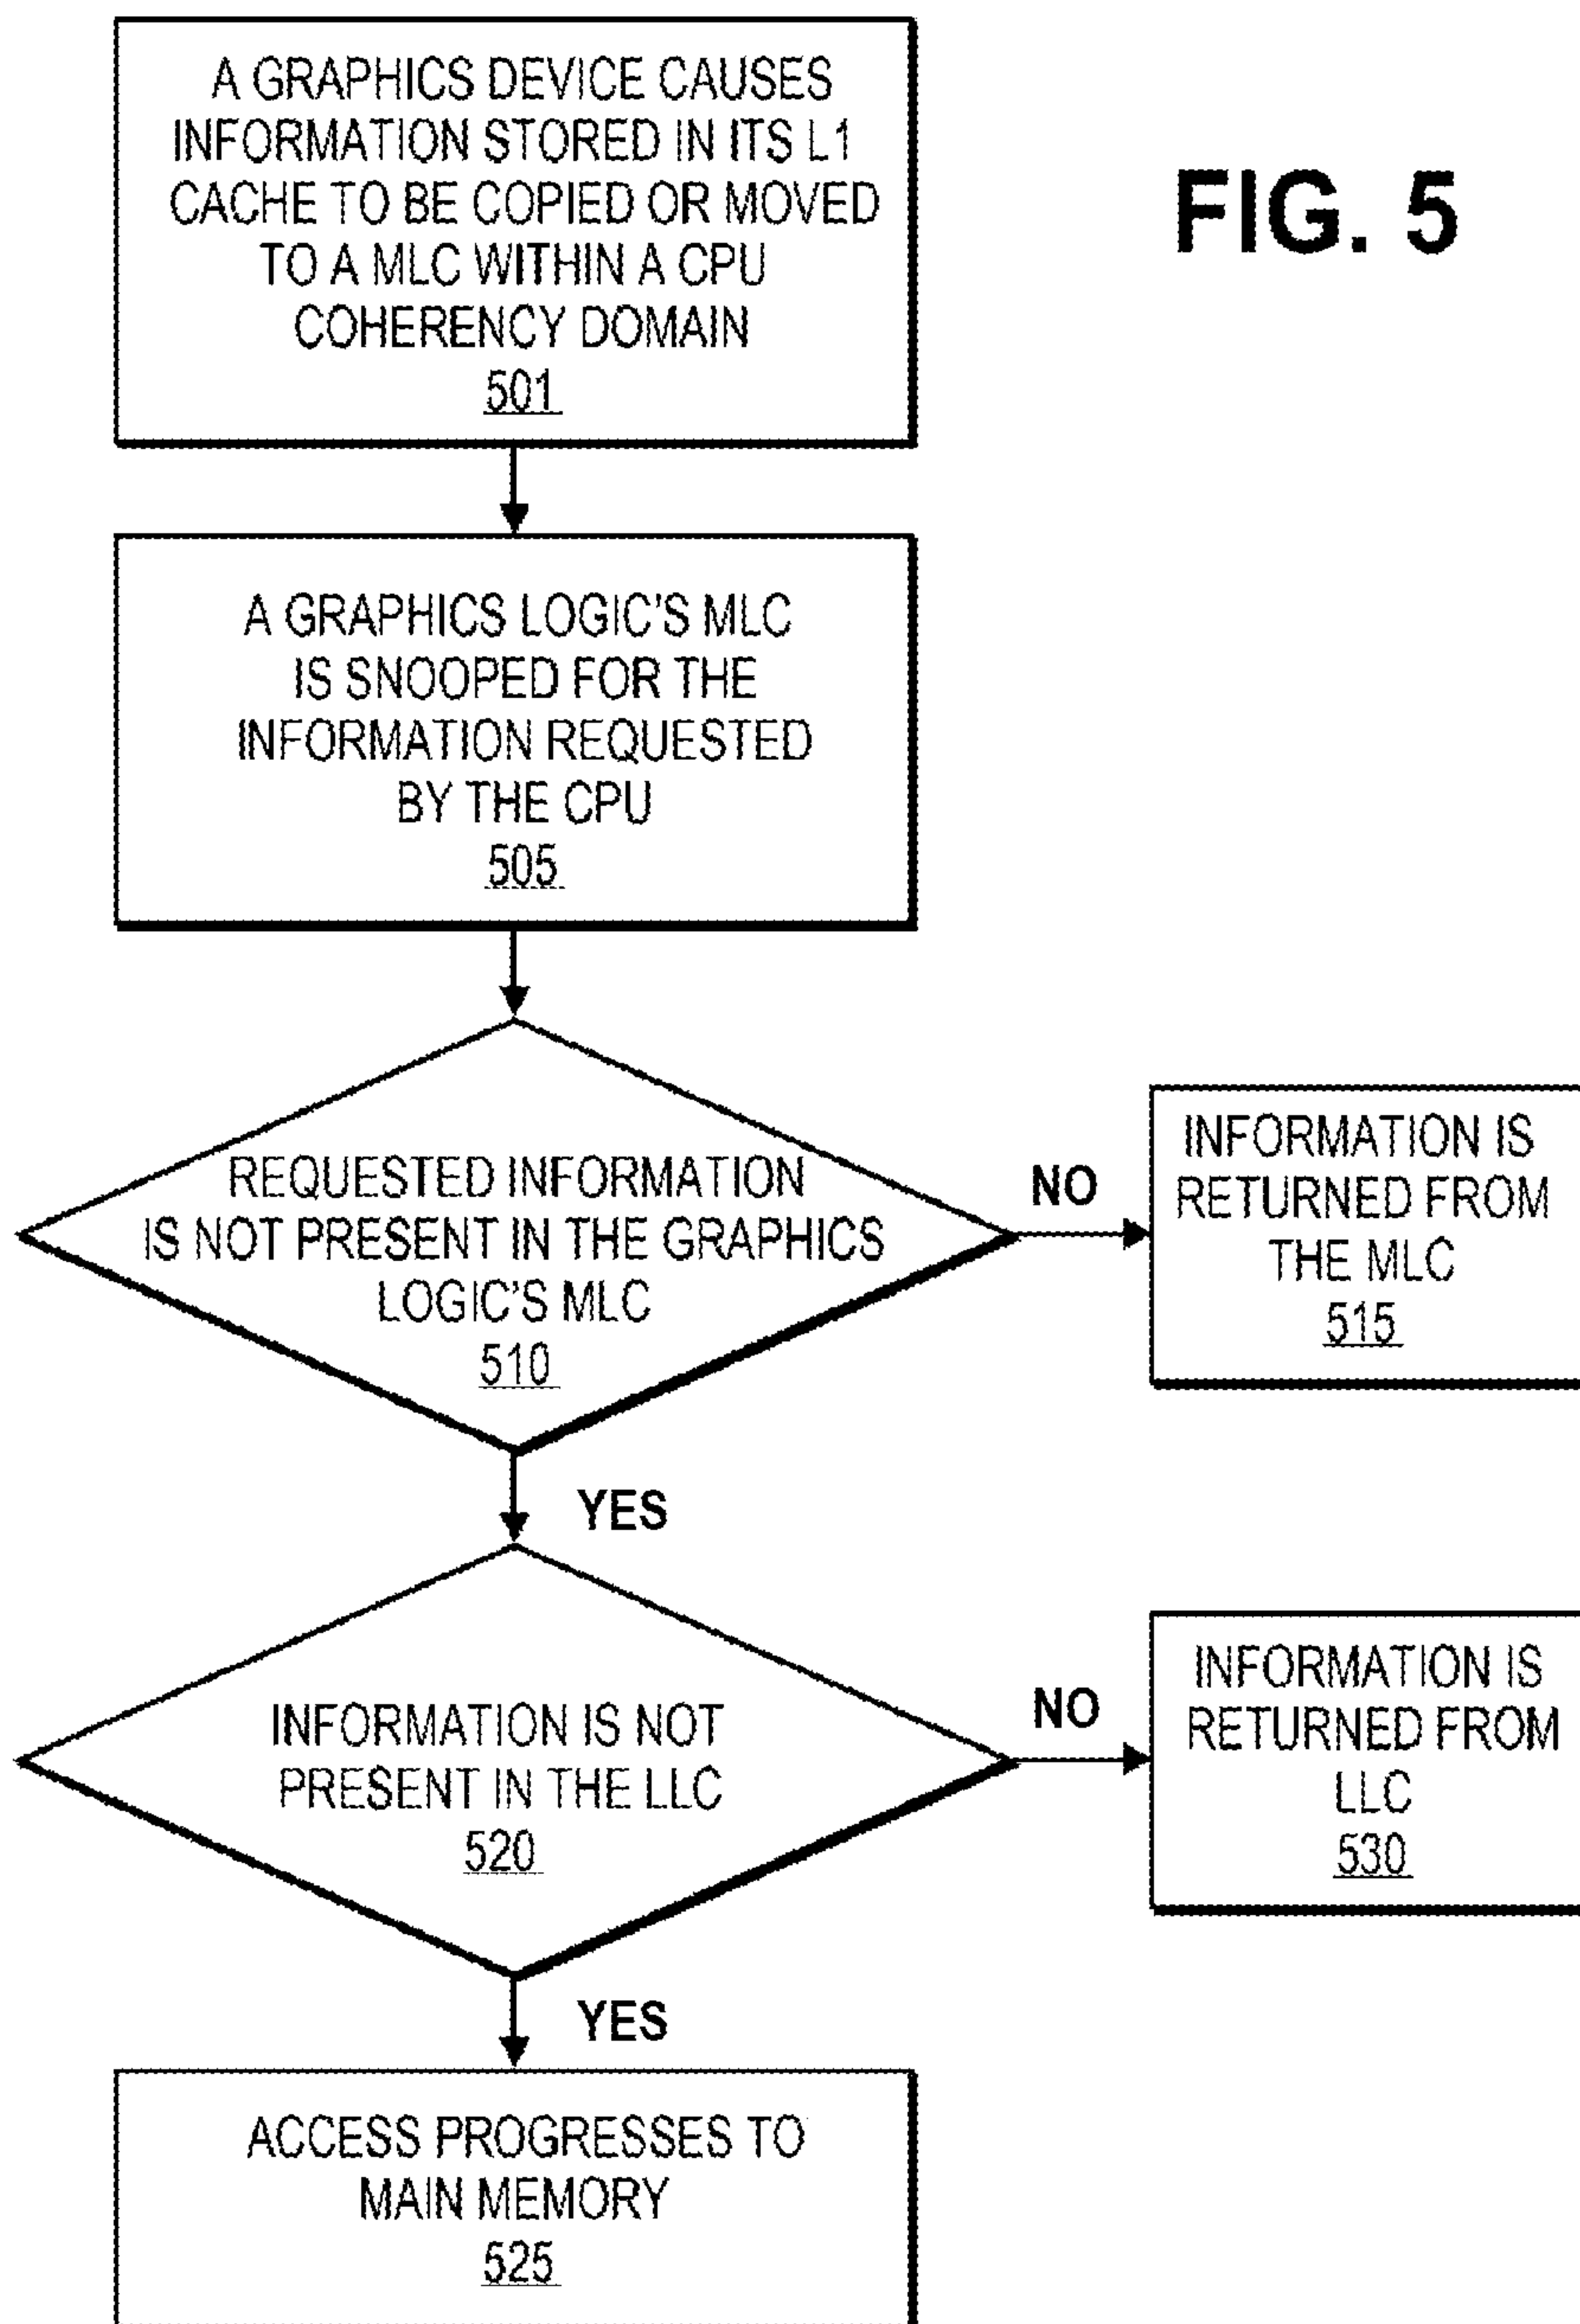 A GRAPHICS DEVICE CAUSES
INFORMATION STORED IN ITS L1
CACHE TO BE COPIED OR MOVED
TO A MLC WITHIN A CPU
COHERENCY DOMAIN
501
FIG. 5
A GRAPHICS LOGIC'S MLC
IS SNOOPED FOR THE
INFORMATION REQUESTED
BY THE CPU
505
REQUESTED INFORMATION
IS NOT PRESENT IN THE GRAPHICS
LOGIC'S MLC
510
NO
INFORMATION IS
RETURNED FROM
THE MLC
515
YES
INFORMATION IS NOT
PRESENT IN THE LLC
520
NO
INFORMATION IS
RETURNED FROM
LLC
530
YES
ACCESS PROGRESSES TO
MAIN MEMORY
525